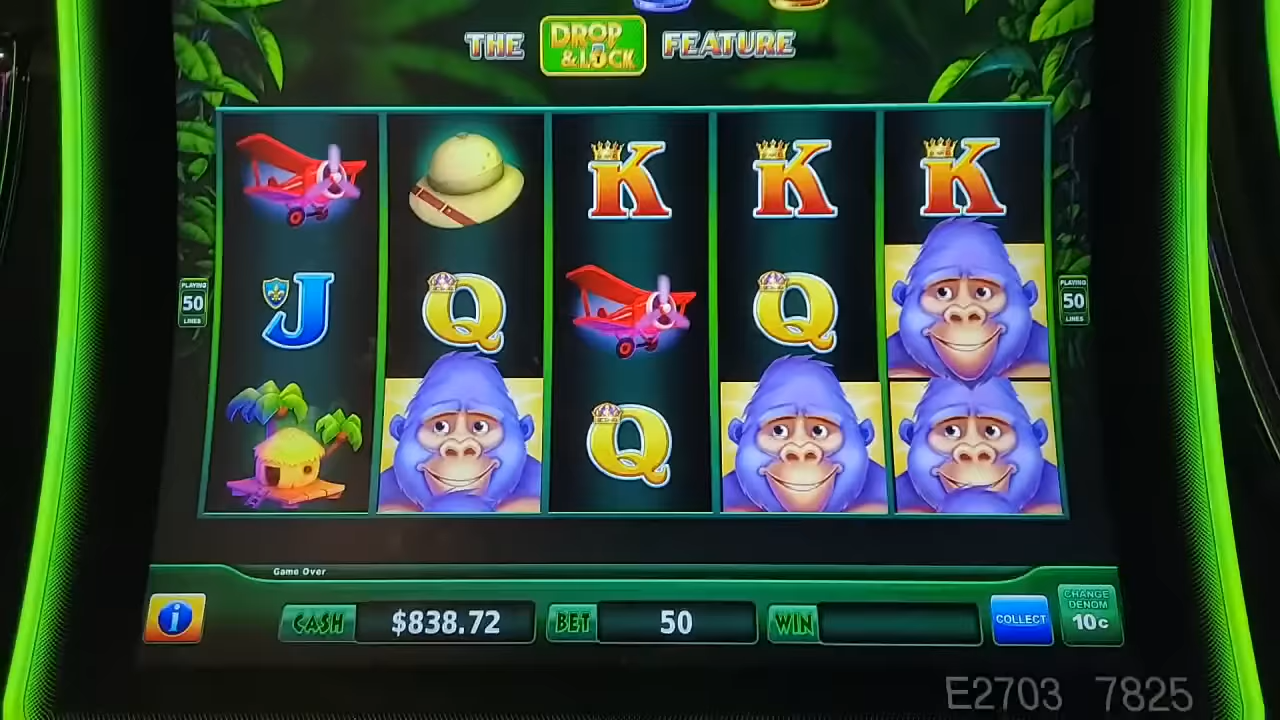 THE DROP & LOCK FEATURE
K K K
J Q Q
Q
PLAYING 50 LINES
PLAYING 50 LINES
Game Over
CASH $838.72 BET 50 WIN COLLECT CHANGE DENOM 10¢
E2703 7825